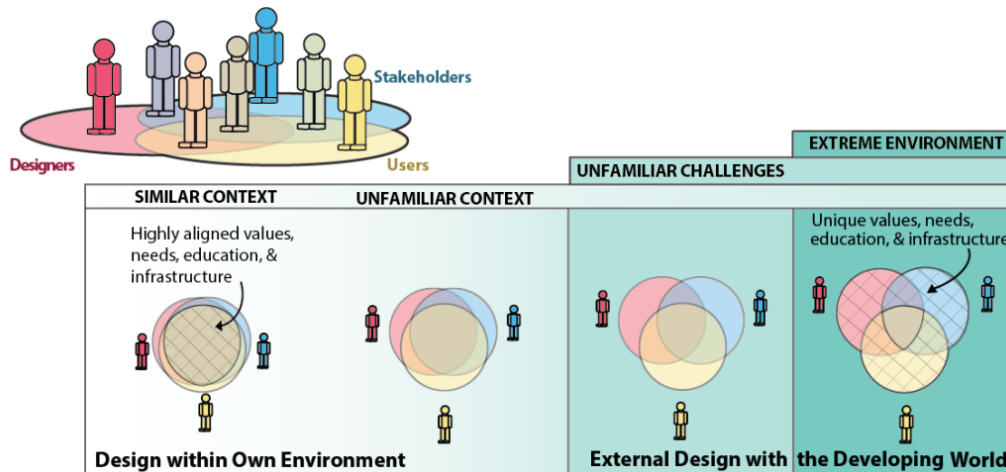 Stakeholders
Designers
Users
EXTREME ENVIRONMENT
UNFAMILIAR CHALLENGES
SIMILAR CONTEXT
UNFAMILIAR CONTEXT
Highly aligned values,
needs, education, &
infrastructure
Unique values, needs,
education, & infrastructure
Design within Own Environment
External Design with the Developing World